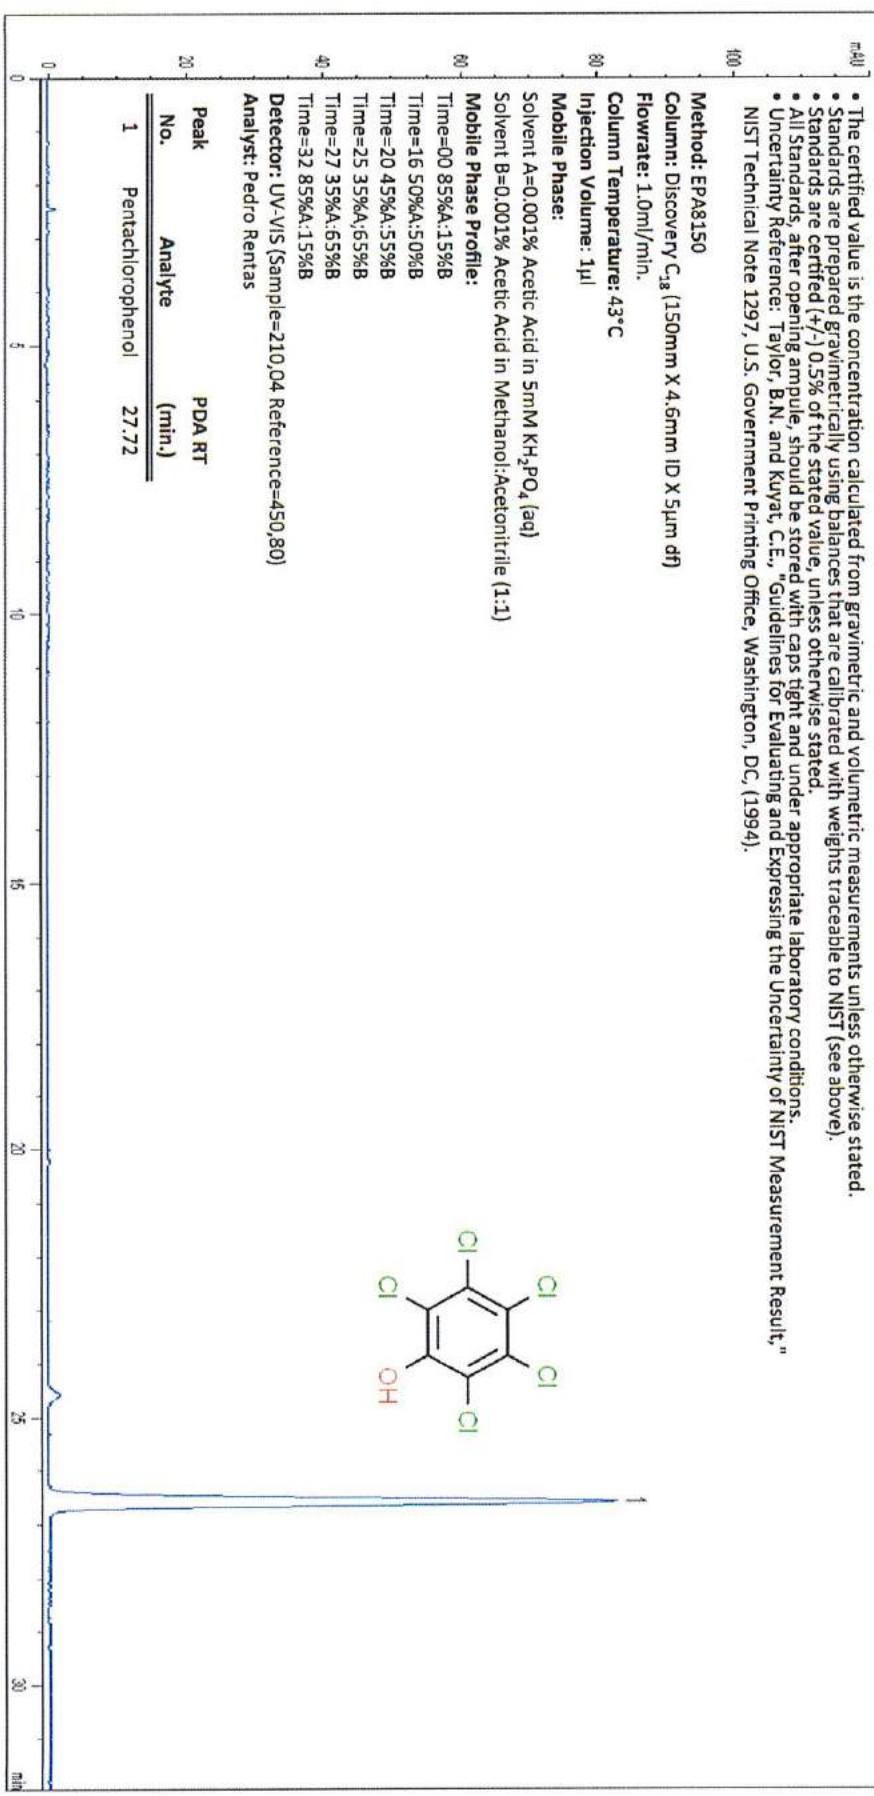 • The certified value is the concentration calculated from gravimetric and volumetric measurements unless otherwise stated.
• Standards are prepared gravimetrically using balances that are calibrated with weights traceable to NIST (see above).
• Standards are certifed (+/-) 0.5% of the stated value, unless otherwise stated.
• All Standards, after opening ampule, should be stored with caps tight and under appropriate laboratory conditions.
• Uncertainty Reference: Taylor, B.N. and Kuyat, C.E., "Guidelines for Evaluating and Expressing the Uncertainty of NIST Measurement Result,"
NIST Technical Note 1297, U.S. Government Printing Office, Washington, DC, (1994).
Method: EPA8150
Column: Discovery C₁₈ (150mm X 4.6mm ID X 5µm df)
Flowrate: 1.0ml/min.
Column Temperature: 43°C
Injection Volume: 1µl
Mobile Phase:
Solvent A=0.001% Acetic Acid in 5mM KH₂PO₄ (aq)
Solvent B=0.001% Acetic Acid in Methanol:Acetonitrile (1:1)
Mobile Phase Profile:
Time=00 85%A:15%B
Time=16 50%A:50%B
Time=20 45%A:55%B
Time=25 35%A;65%B
Time=27 35%A:65%B
Time=32 85%A:15%B
Detector: UV-VIS (Sample=210,04 Reference=450,80)
Analyst: Pedro Rentas
Peak PDA RT
No. Analyte (min.)
1 Pentachlorophenol 27.72
mAU
100
80
60
40
20
0
Cl
Cl
Cl
Cl
Cl
OH
1
0 5 10 15 20 25 30 min